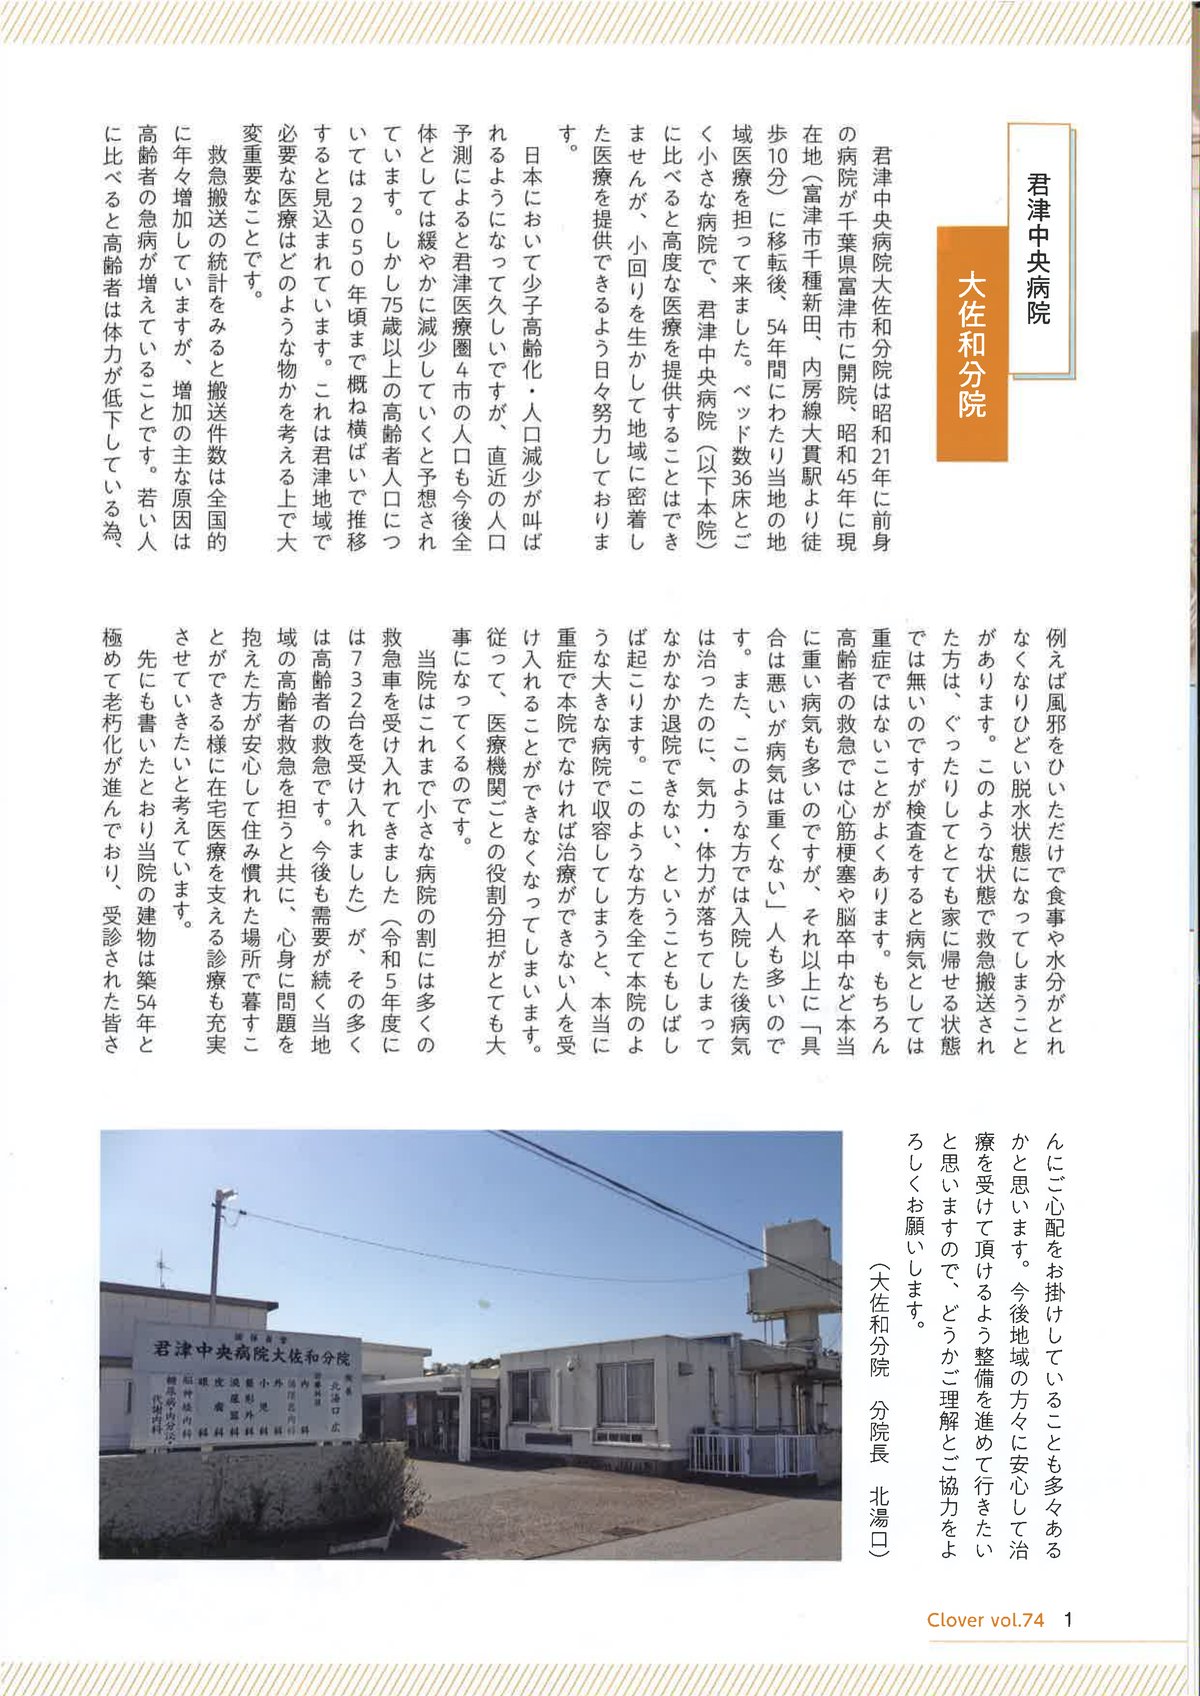 君津中央病院
大佐和分院
君津中央病院大佐和分院は昭和21年に前身
の病院が千葉県富津市に開院、昭和45年に現
在地（富津市千種新田、内房線大貫駅より徒
歩10分）に移転後、54年間にわたり当地の地
域医療を担って来ました。ベッド数36床とご
く小さな病院で、君津中央病院（以下本院）
に比べると高度な医療を提供することはでき
ませんが、小回りを生かして地域に密着し
た医療を提供できるよう日々努力しておりま
す。
日本において少子高齢化・人口減少が叫ば
れるようになって久しいですが、直近の人口
予測によると君津医療圏4市の人口も今後全
体としては緩やかに減少していくと予想され
ています。しかし75歳以上の高齢者人口につ
いては2050年頃まで概ね横ばいで推移
すると見込まれています。これは君津地域で
必要な医療はどのような物かを考える上で大
変重要なことです。
救急搬送の統計をみると搬送件数は全国的
に年々増加していますが、増加の主な原因は
高齢者の急病が増えていることです。若い人
に比べると高齢者は体力が低下している為、
例えば風邪をひいただけで食事や水分がとれ
なくなりひどい脱水状態になってしまうこと
があります。このような状態で救急搬送され
た方は、ぐったりしてとても家に帰せる状態
では無いのですが検査をすると病気としては
重症ではないことがよくあります。もちろん
高齢者の救急では心筋梗塞や脳卒中など本当
に重い病気も多いのですが、それ以上に「具
合は悪いが病気は重くない」人も多いので
す。また、このような方では入院した後病気
は治ったのに、気力・体力が落ちてしまって
なかなか退院できない、ということもしばし
ば起こります。このような方を全て本院のよ
うな大きな病院で収容してしまうと、本当に
重症で本院でなければ治療ができない人を受
け入れることができなくなってしまいます。
従って、医療機関ごとの役割分担がとても大
事になってくるのです。
当院はこれまで小さな病院の割には多くの
救急車を受け入れてきました（令和5年度に
は732台を受け入れました）が、その多く
は高齢者の救急です。今後も需要が続く当地
域の高齢者救急を担うと共に、心身に問題を
抱えた方が安心して住み慣れた場所で暮すこ
とができる様に在宅医療を支える診療も充実
させていきたいと考えています。
先にも書いたとおり当院の建物は築54年と
極めて老朽化が進んでおり、受診された皆さ
んにご心配をお掛けしていることも多々ある
かと思います。今後地域の方々に安心して治
療を受けて頂けるよう整備を進めて行きたい
と思いますので、どうかご理解とご協力をよ
ろしくお願いします。
（大佐和分院　分院長　北湯口）
君津中央病院大佐和分院
院長 北湯口 広
診療科目
内科
循環器内科
外科
小児科
整形外科
泌尿器科
皮膚科
眼科
脳神経内科
糖尿病・内分泌・
代謝内科
Clover vol.74 1